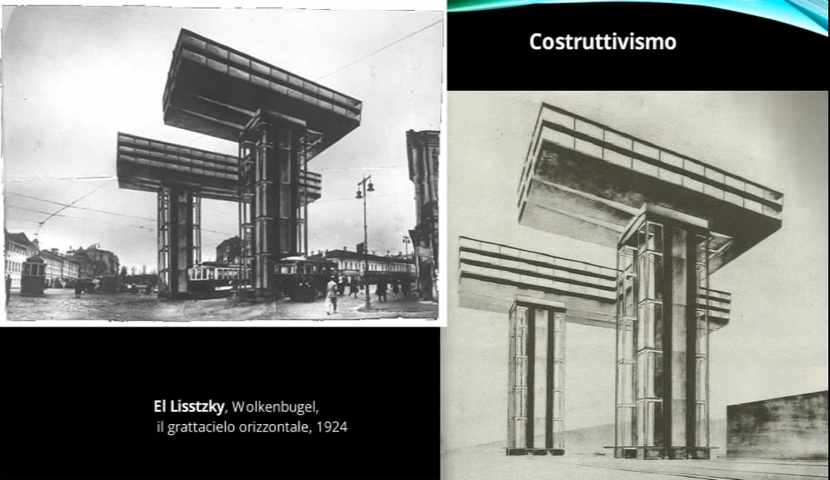 Costruttivismo
El Lisstzky, Wolkenbugel,
il grattacielo orizzontale, 1924